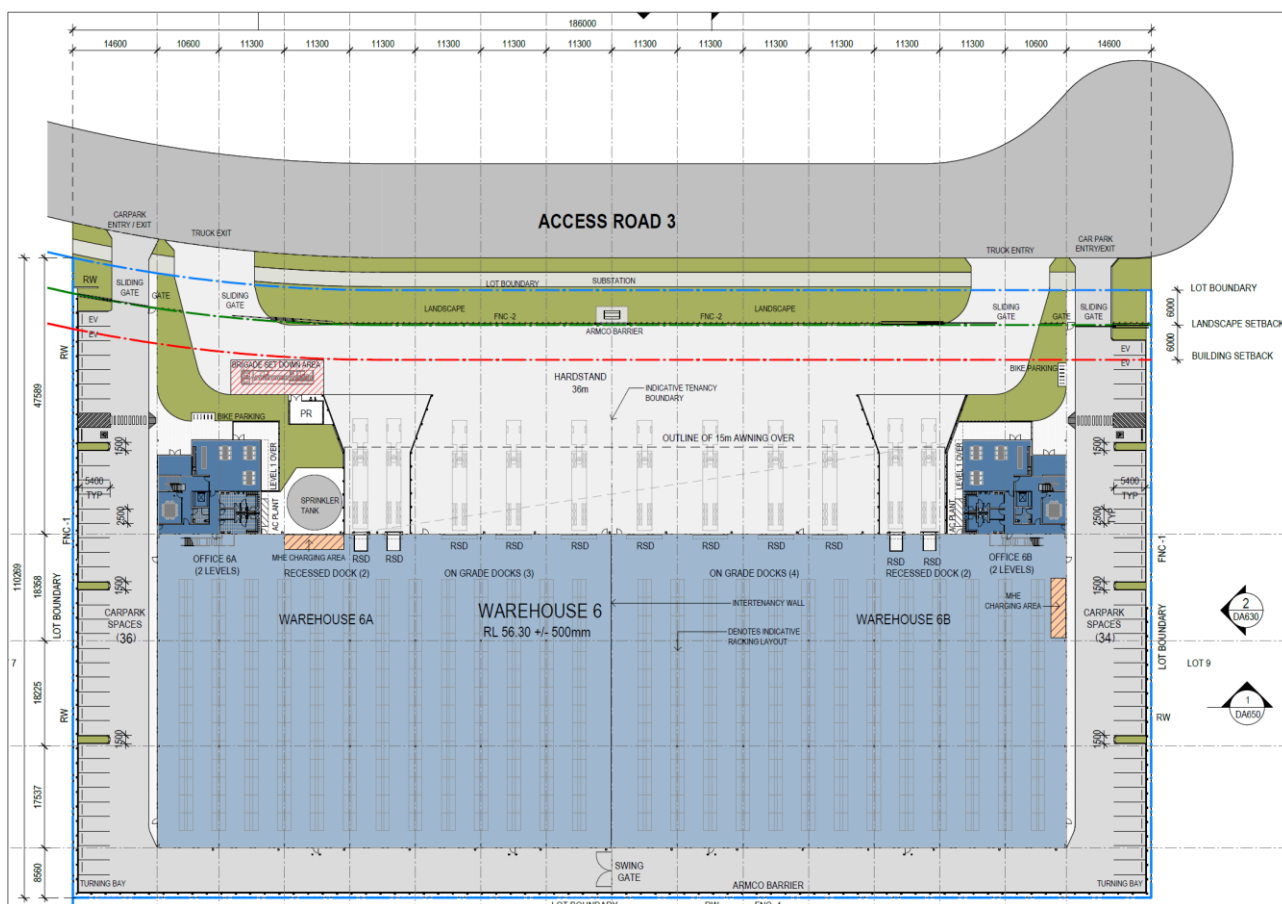 186000
14600 10600 11300 11300 11300 11300 11300 11300 11300 11300 11300 11300 11300 11300 10600 14600
ACCESS ROAD 3
CARPARK
ENTRY / EXIT
TRUCK EXIT
TRUCK ENTRY
CAR PARK
ENTRY/EXIT
SUBSTATION
LOT BOUNDARY
RW
SLIDING
GATE
GATE
SLIDING
GATE
LANDSCAPE
FNC -2
ARMCO BARRIER
FNC -2
LANDSCAPE
SLIDING
GATE
GATE
SLIDING
GATE
LOT BOUNDARY
6000
LANDSCAPE SETBACK
6000
BUILDING SETBACK
EV
EV
EV
EV
RW
BRIGADE SET DOWN AREA
HARDSTAND
36m
INDICATIVE TENANCY
BOUNDARY
BIKE PARKING
BIKE PARKING
PR
47589
OUTLINE OF 15m AWNING OVER
1500
5400
TYP
2500
LEVEL 1 OVER
AC PLANT
SPRINKLER
TANK
LEVEL 1 OVER
AC PLANT
1500
5400
TYP
2500
TYP
FNC -1
FNC -1
MHE CHARGING AREA
OFFICE 6A
(2 LEVELS)
RSD RSD
RSD RSD RSD RSD RSD RSD RSD
RSD RSD
OFFICE 6B
(2 LEVELS)
RECESSED DOCK (2)
ON GRADE DOCKS (3)
ON GRADE DOCKS (4)
RECESSED DOCK (2)
110269
18358
LOT BOUNDARY
1500
CARPARK
SPACES
(36)
WAREHOUSE 6A
WAREHOUSE 6
RL 56.30 +/- 500mm
INTERTENANCY WALL
DENOTES INDICATIVE
RACKING LAYOUT
WAREHOUSE 6B
MHE
CHARGING AREA
1500
CARPARK
SPACES
(34)
LOT BOUNDARY
2
DA630
LOT 9
7
18225
RW
1500
1500
RW
1
DA650
17537
8560
SWING
GATE
TURNING BAY
ARMCO BARRIER
TURNING BAY
LOT BOUNDARY
RW
FNC -1